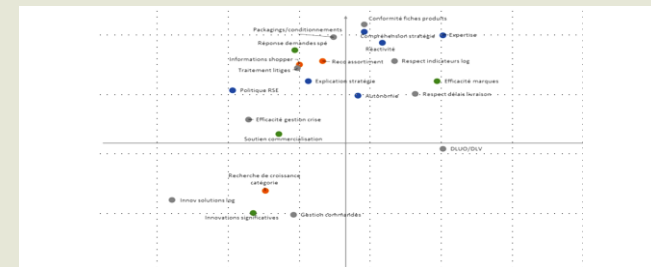 Conformité fiches produits
Packagings/conditionnements
Compréhension stratégie
Expertise
Réponse demandes spé
Réactivité
Informations shopper
Reco assortiment
Respect indicateurs log
Traitement litiges
Explication stratégie
Efficacité marques
Politique RSE
Autonomie
Respect délais livraison
Efficacité gestion crise
Soutien commercialisation
DLUO/DLV
Recherche de croissance
catégorie
Innov solutions log
Innovations significatives
Gestion commandes